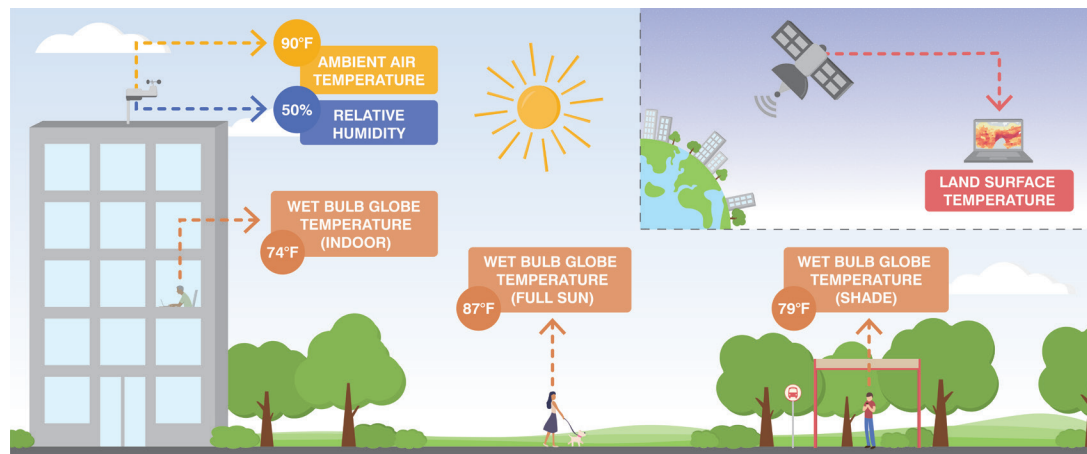 90°F
AMBIENT AIR
TEMPERATURE
50%
RELATIVE
HUMIDITY
WET BULB GLOBE
TEMPERATURE
(INDOOR)
74°F
LAND SURFACE
TEMPERATURE
WET BULB GLOBE
TEMPERATURE
(FULL SUN)
87°F
WET BULB GLOBE
TEMPERATURE
(SHADE)
79°F